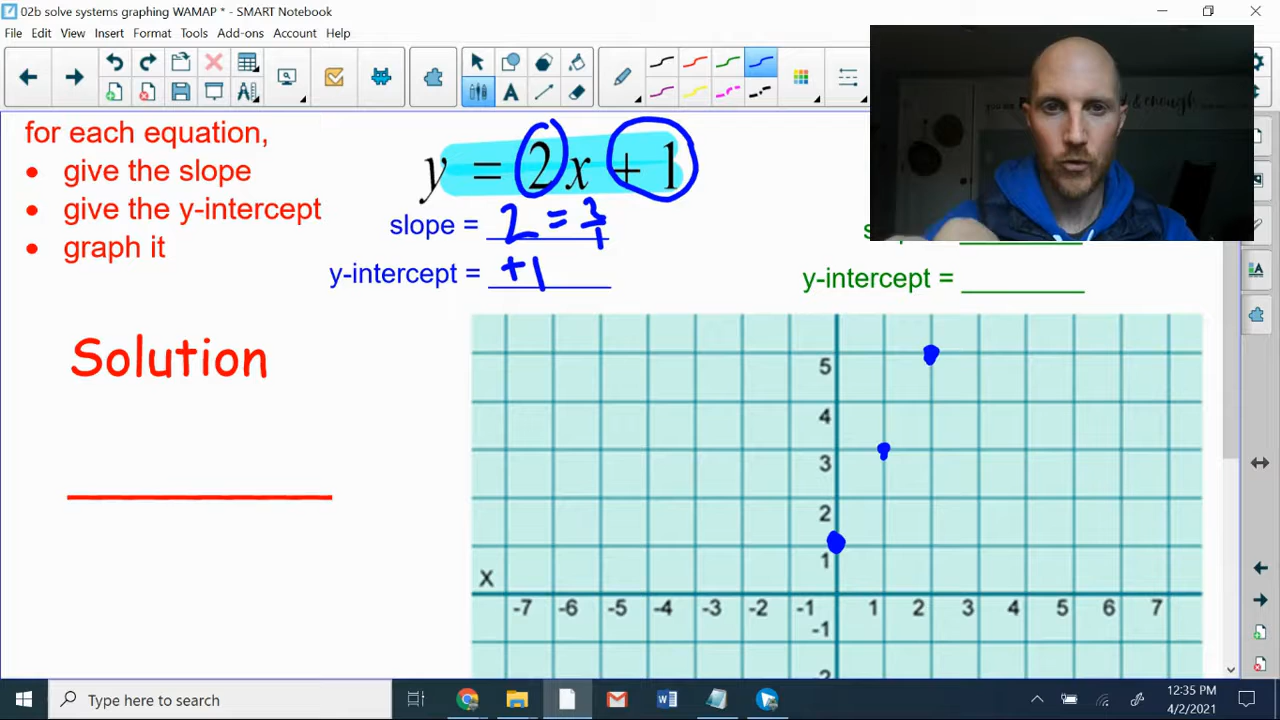 02b solve systems graphing WAMAP * - SMART Notebook
File Edit View Insert Format Tools Add-ons Account Help
for each equation,
• give the slope
• give the y-intercept
• graph it
y = 2x + 1
slope = 2 = 2/1
y-intercept = +1
y-intercept =
Solution
5
4
3
2
1
X
-7 -6 -5 -4 -3 -2 -1 1 2 3 4 5 6 7
-1
Type here to search
12:35 PM
4/2/2021